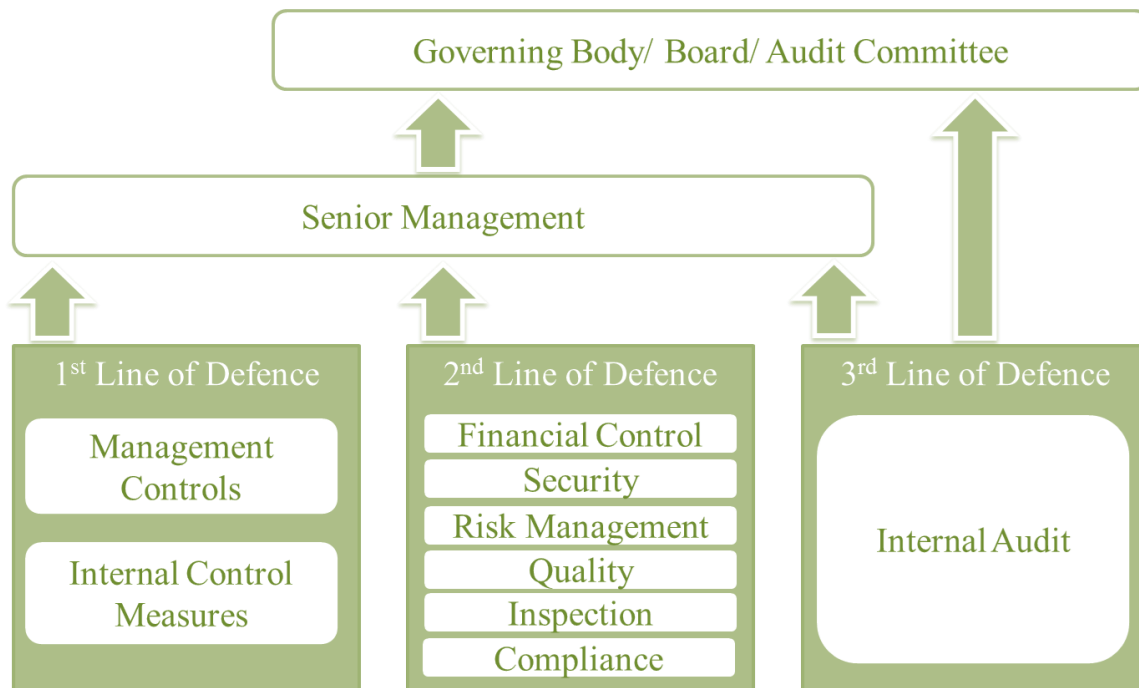 Governing Body/ Board/ Audit Committee
Senior Management
1st Line of Defence
Management
Controls
Internal Control
Measures
2nd Line of Defence
Financial Control
Security
Risk Management
Quality
Inspection
Compliance
3rd Line of Defence
Internal Audit